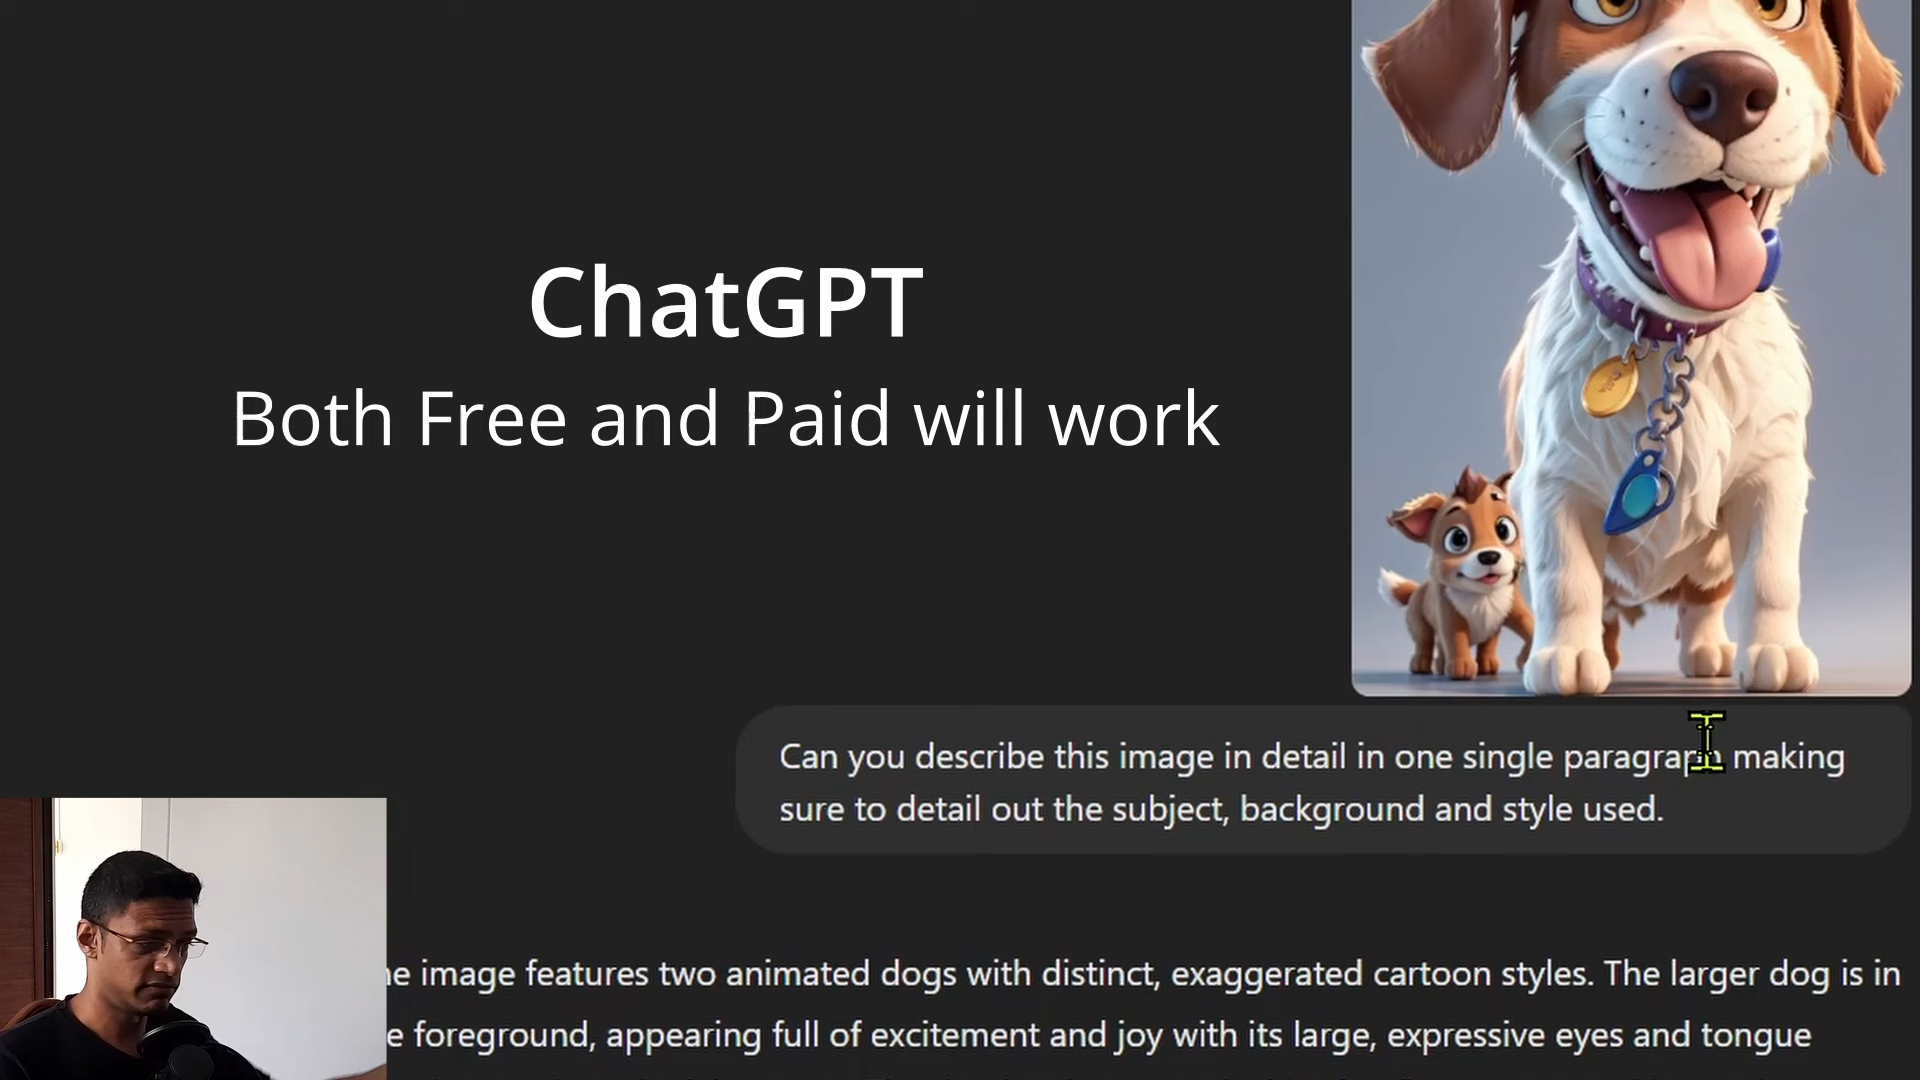 ChatGPT
Both Free and Paid will work
Can you describe this image in detail in one single paragraph making
sure to detail out the subject, background and style used.
image features two animated dogs with distinct, exaggerated cartoon styles. The larger dog is in
foreground, appearing full of excitement and joy with its large, expressive eyes and tongue